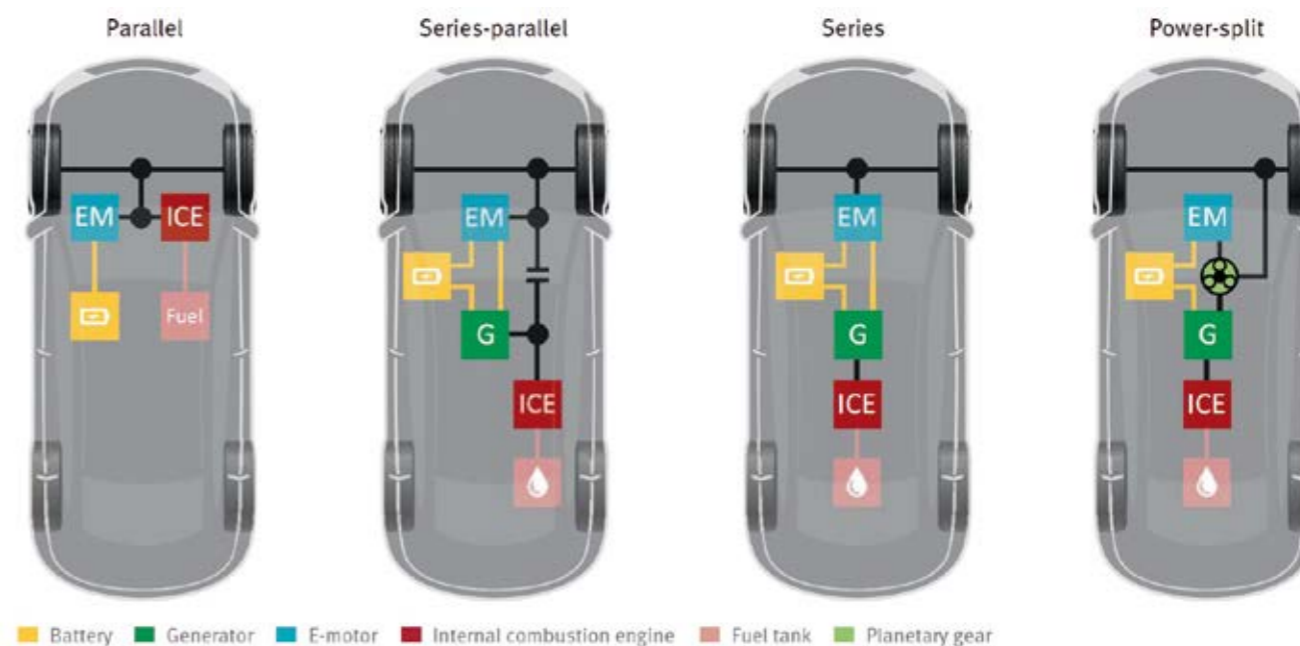 Parallel Series-parallel Series Power-split
EM ICE EM EM EM
Fuel G G G
ICE ICE ICE
Battery Generator E-motor Internal combustion engine Fuel tank Planetary gear